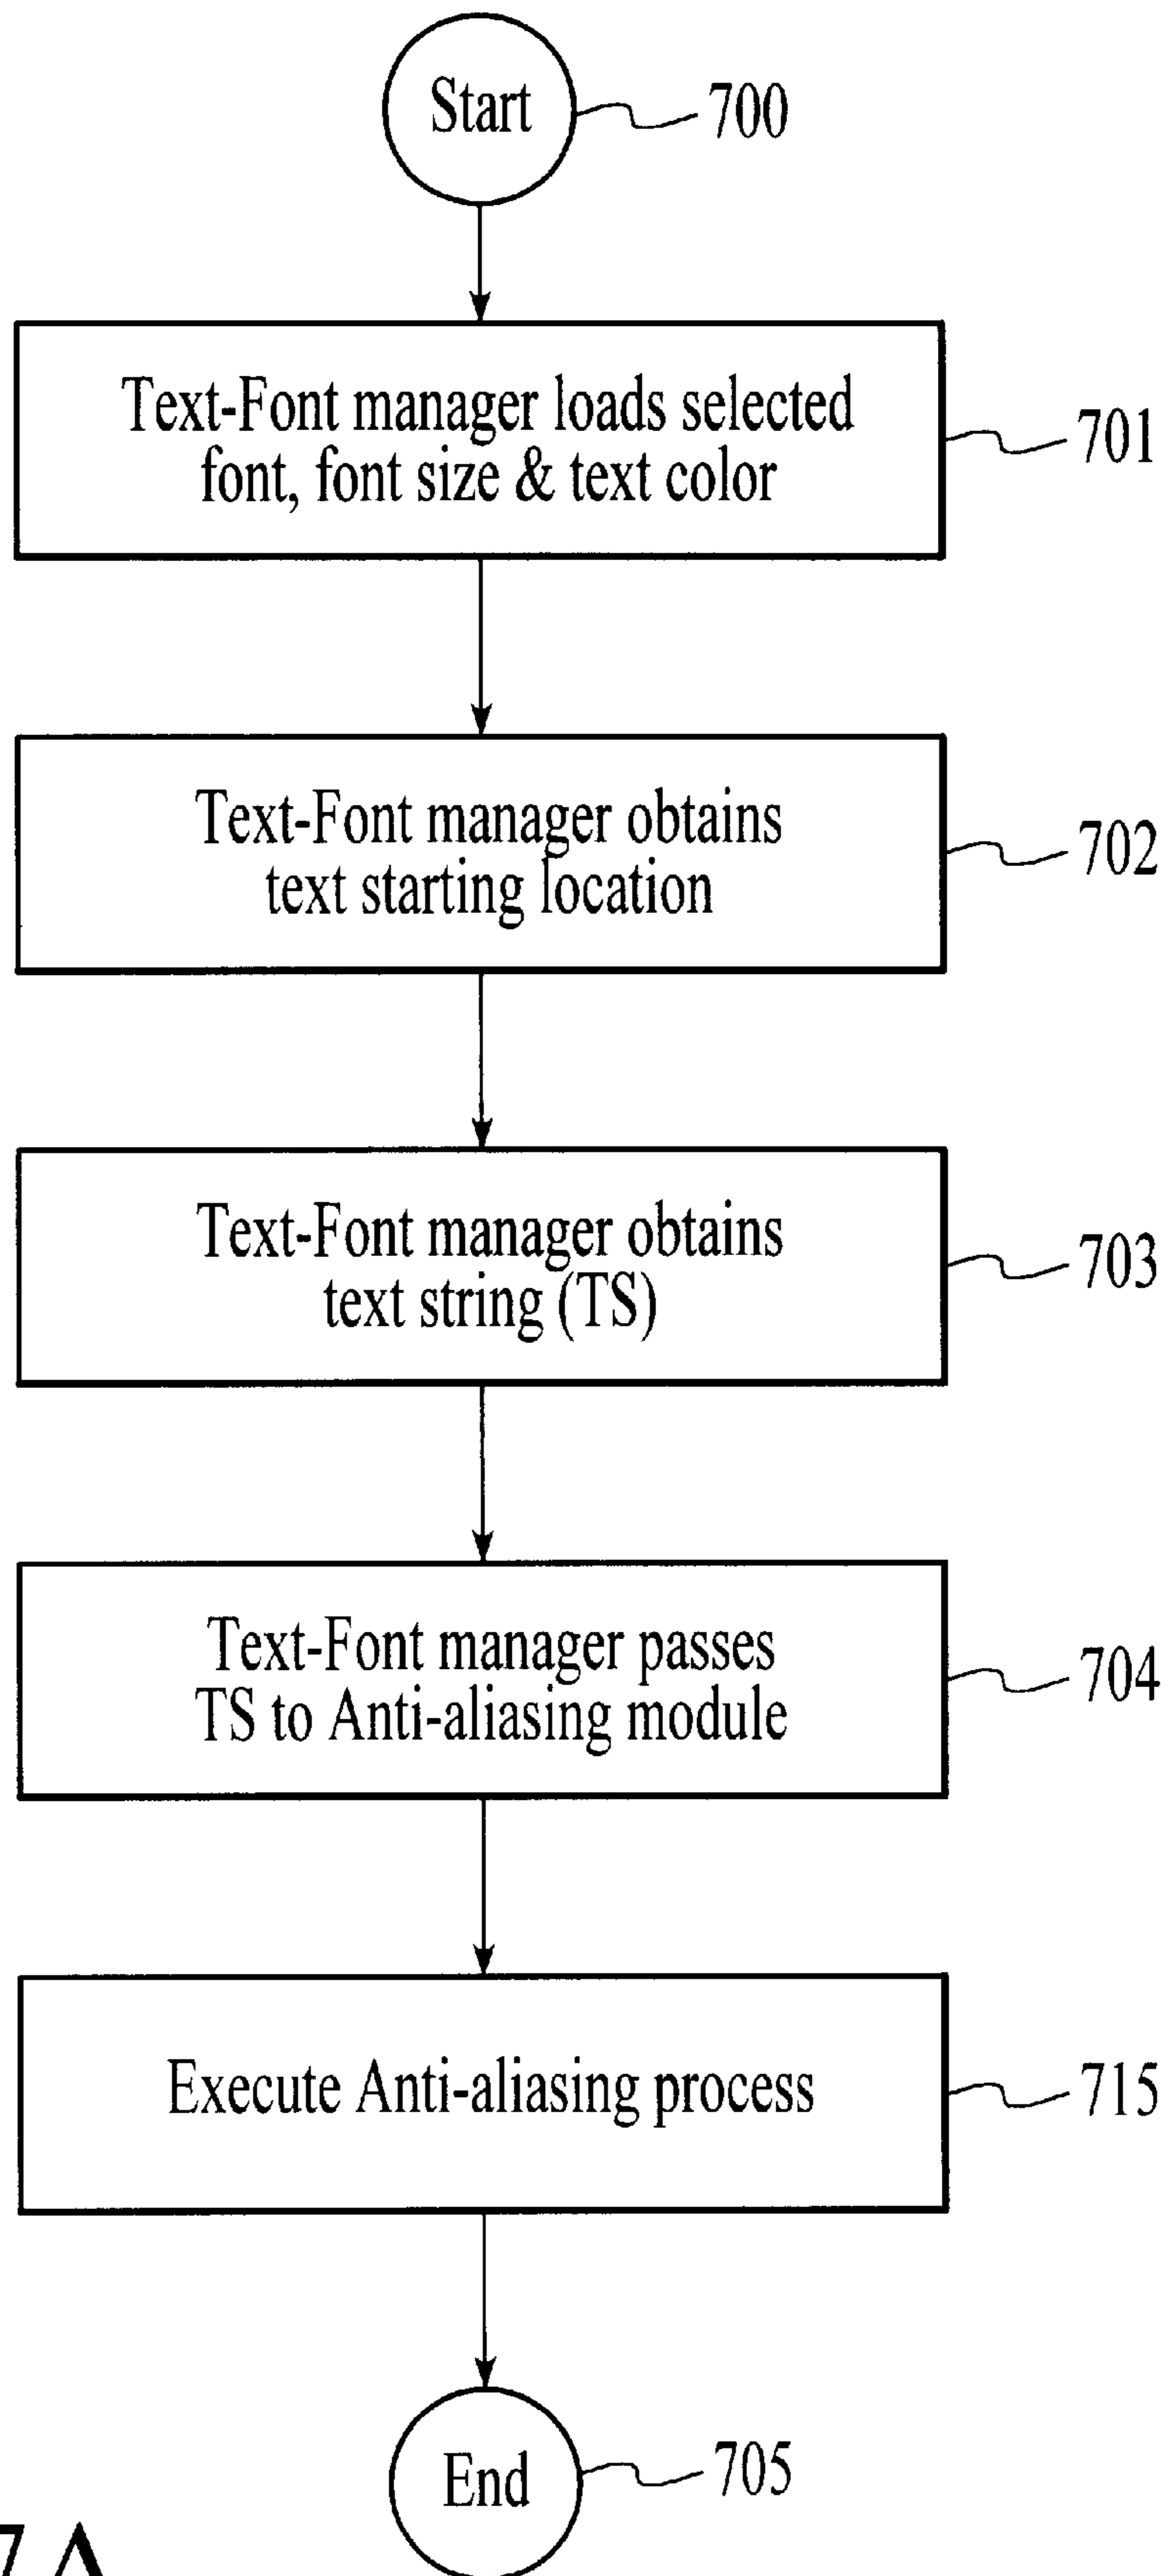 Start
700
Text-Font manager loads selected
font, font size & text color
701
Text-Font manager obtains
text starting location
702
Text-Font manager obtains
text string (TS)
703
Text-Font manager passes
TS to Anti-aliasing module
704
Execute Anti-aliasing process
715
End
705
7A